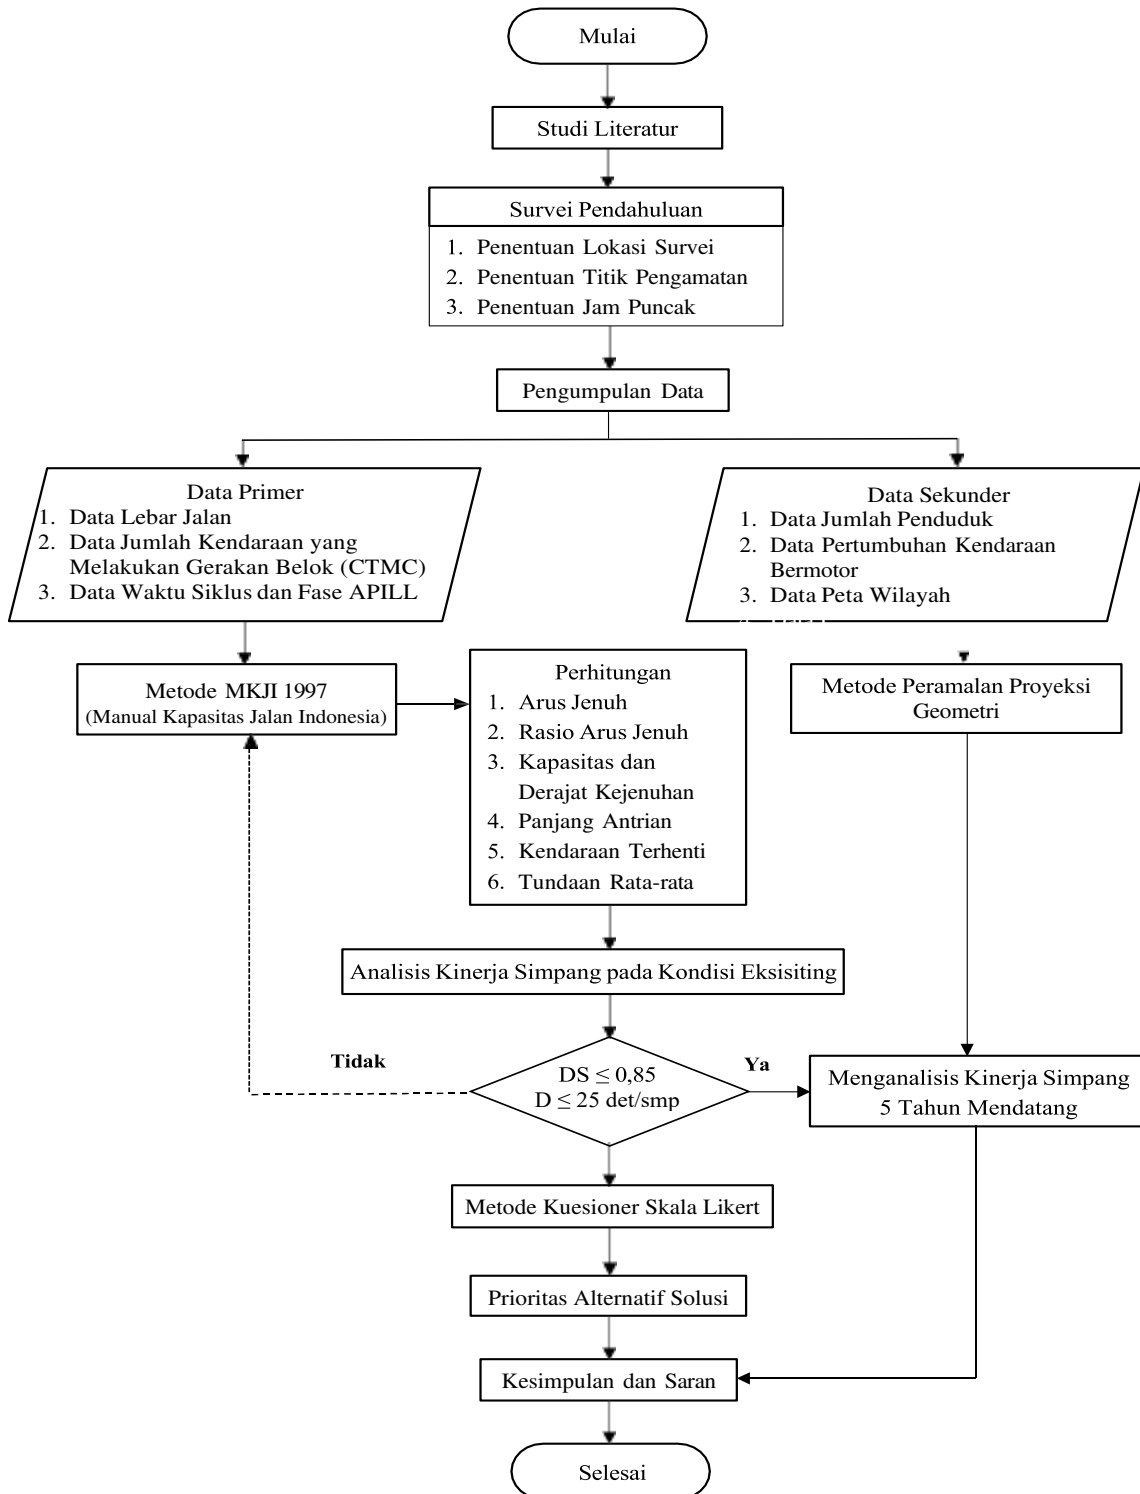 Mulai
Studi Literatur
Survei Pendahuluan
1. Penentuan Lokasi Survei
2. Penentuan Titik Pengamatan
3. Penentuan Jam Puncak
Pengumpulan Data
Data Primer
1. Data Lebar Jalan
2. Data Jumlah Kendaraan yang
Melakukan Gerakan Belok (CTMC)
3. Data Waktu Siklus dan Fase APILL
Data Sekunder
1. Data Jumlah Penduduk
2. Data Pertumbuhan Kendaraan
Bermotor
3. Data Peta Wilayah
Metode MKJI 1997
(Manual Kapasitas Jalan Indonesia)
Perhitungan
1. Arus Jenuh
2. Rasio Arus Jenuh
3. Kapasitas dan
Derajat Kejenuhan
4. Panjang Antrian
5. Kendaraan Terhenti
6. Tundaan Rata-rata
Metode Peramalan Proyeksi
Geometri
Analisis Kinerja Simpang pada Kondisi Eksisiting
Tidak
DS ≤ 0,85
D ≤ 25 det/smp
Ya
Menganalisis Kinerja Simpang
5 Tahun Mendatang
Metode Kuesioner Skala Likert
Prioritas Alternatif Solusi
Kesimpulan dan Saran
Selesai